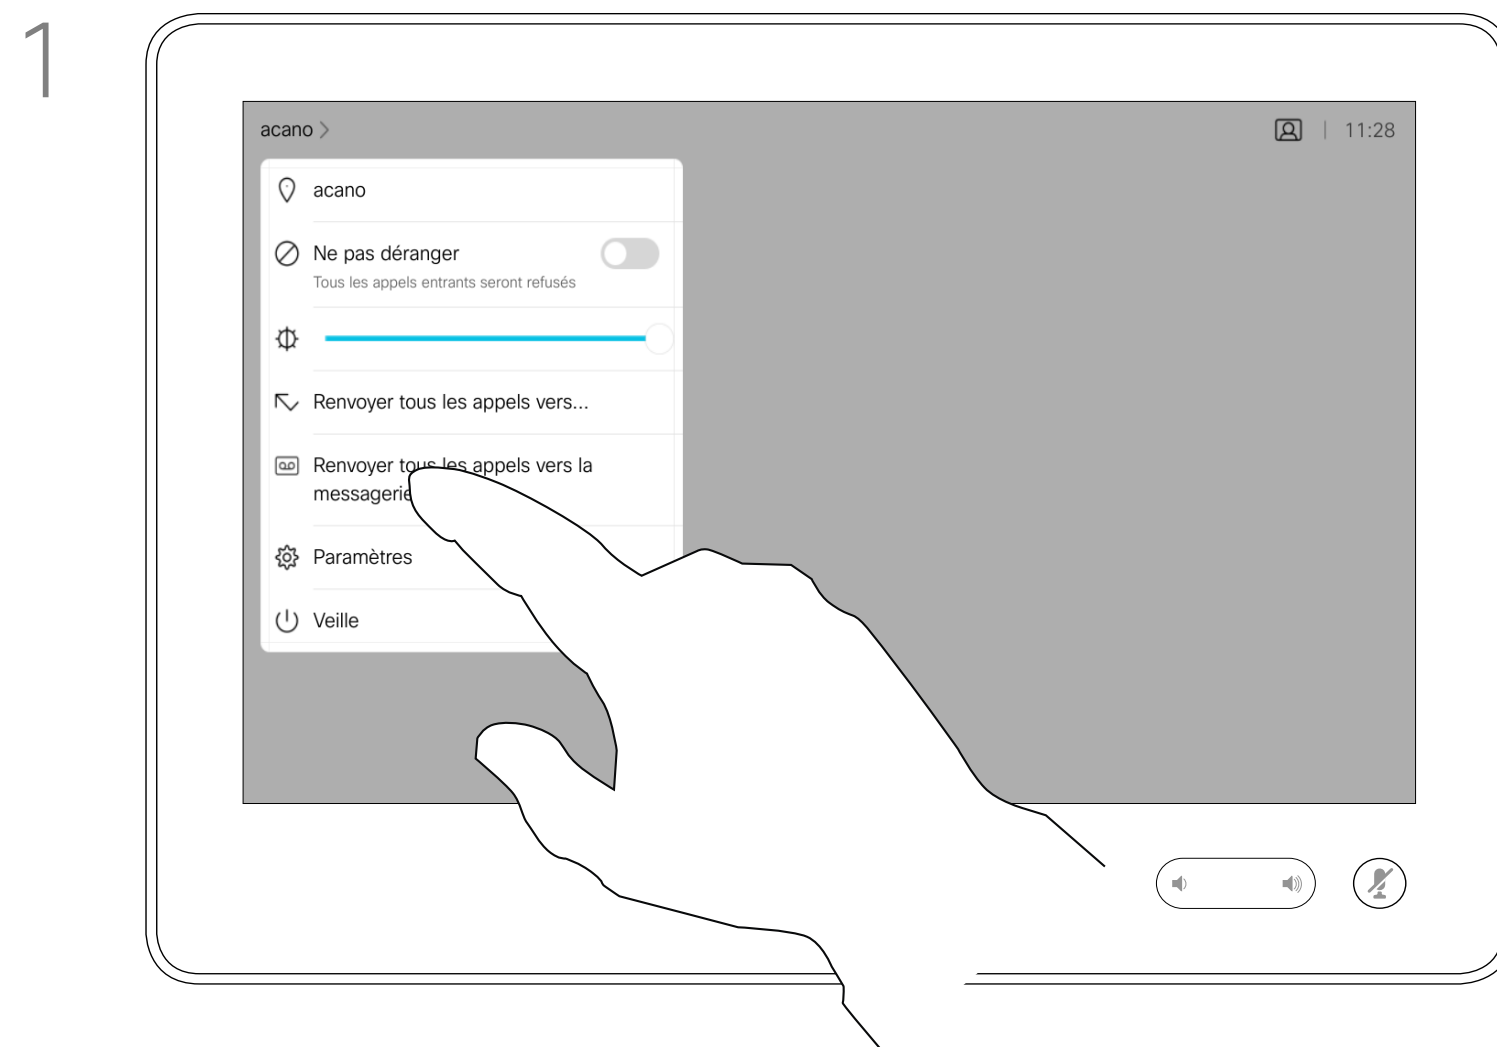 1
acano
11:28
acano
Ne pas déranger
Tous les appels entrants seront refusés
Renvoyer tous les appels vers...
Renvoyer tous les appels vers la
messagerie
Paramètres
Veille